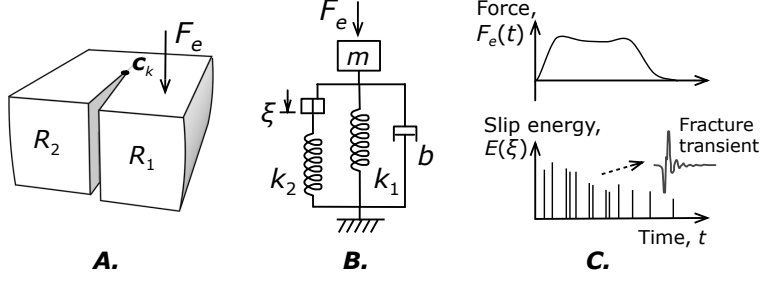 F_e
c_k
R_2
R_1
A.
F_e
m
ξ
k_2
k_1
b
B.
Force,
F_e(t)
Slip energy,
E(ξ)
Fracture
transient
Time, t
C.